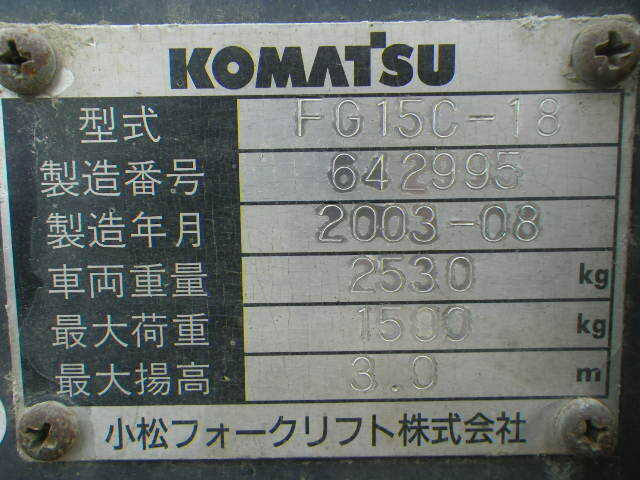 KOMATSU
型式 FG15C-18
製造番号 642995
製造年月 2003-08
車両重量 2530 kg
最大荷重 1500 kg
最大揚高 3.0 m
小松フォークリフト株式会社